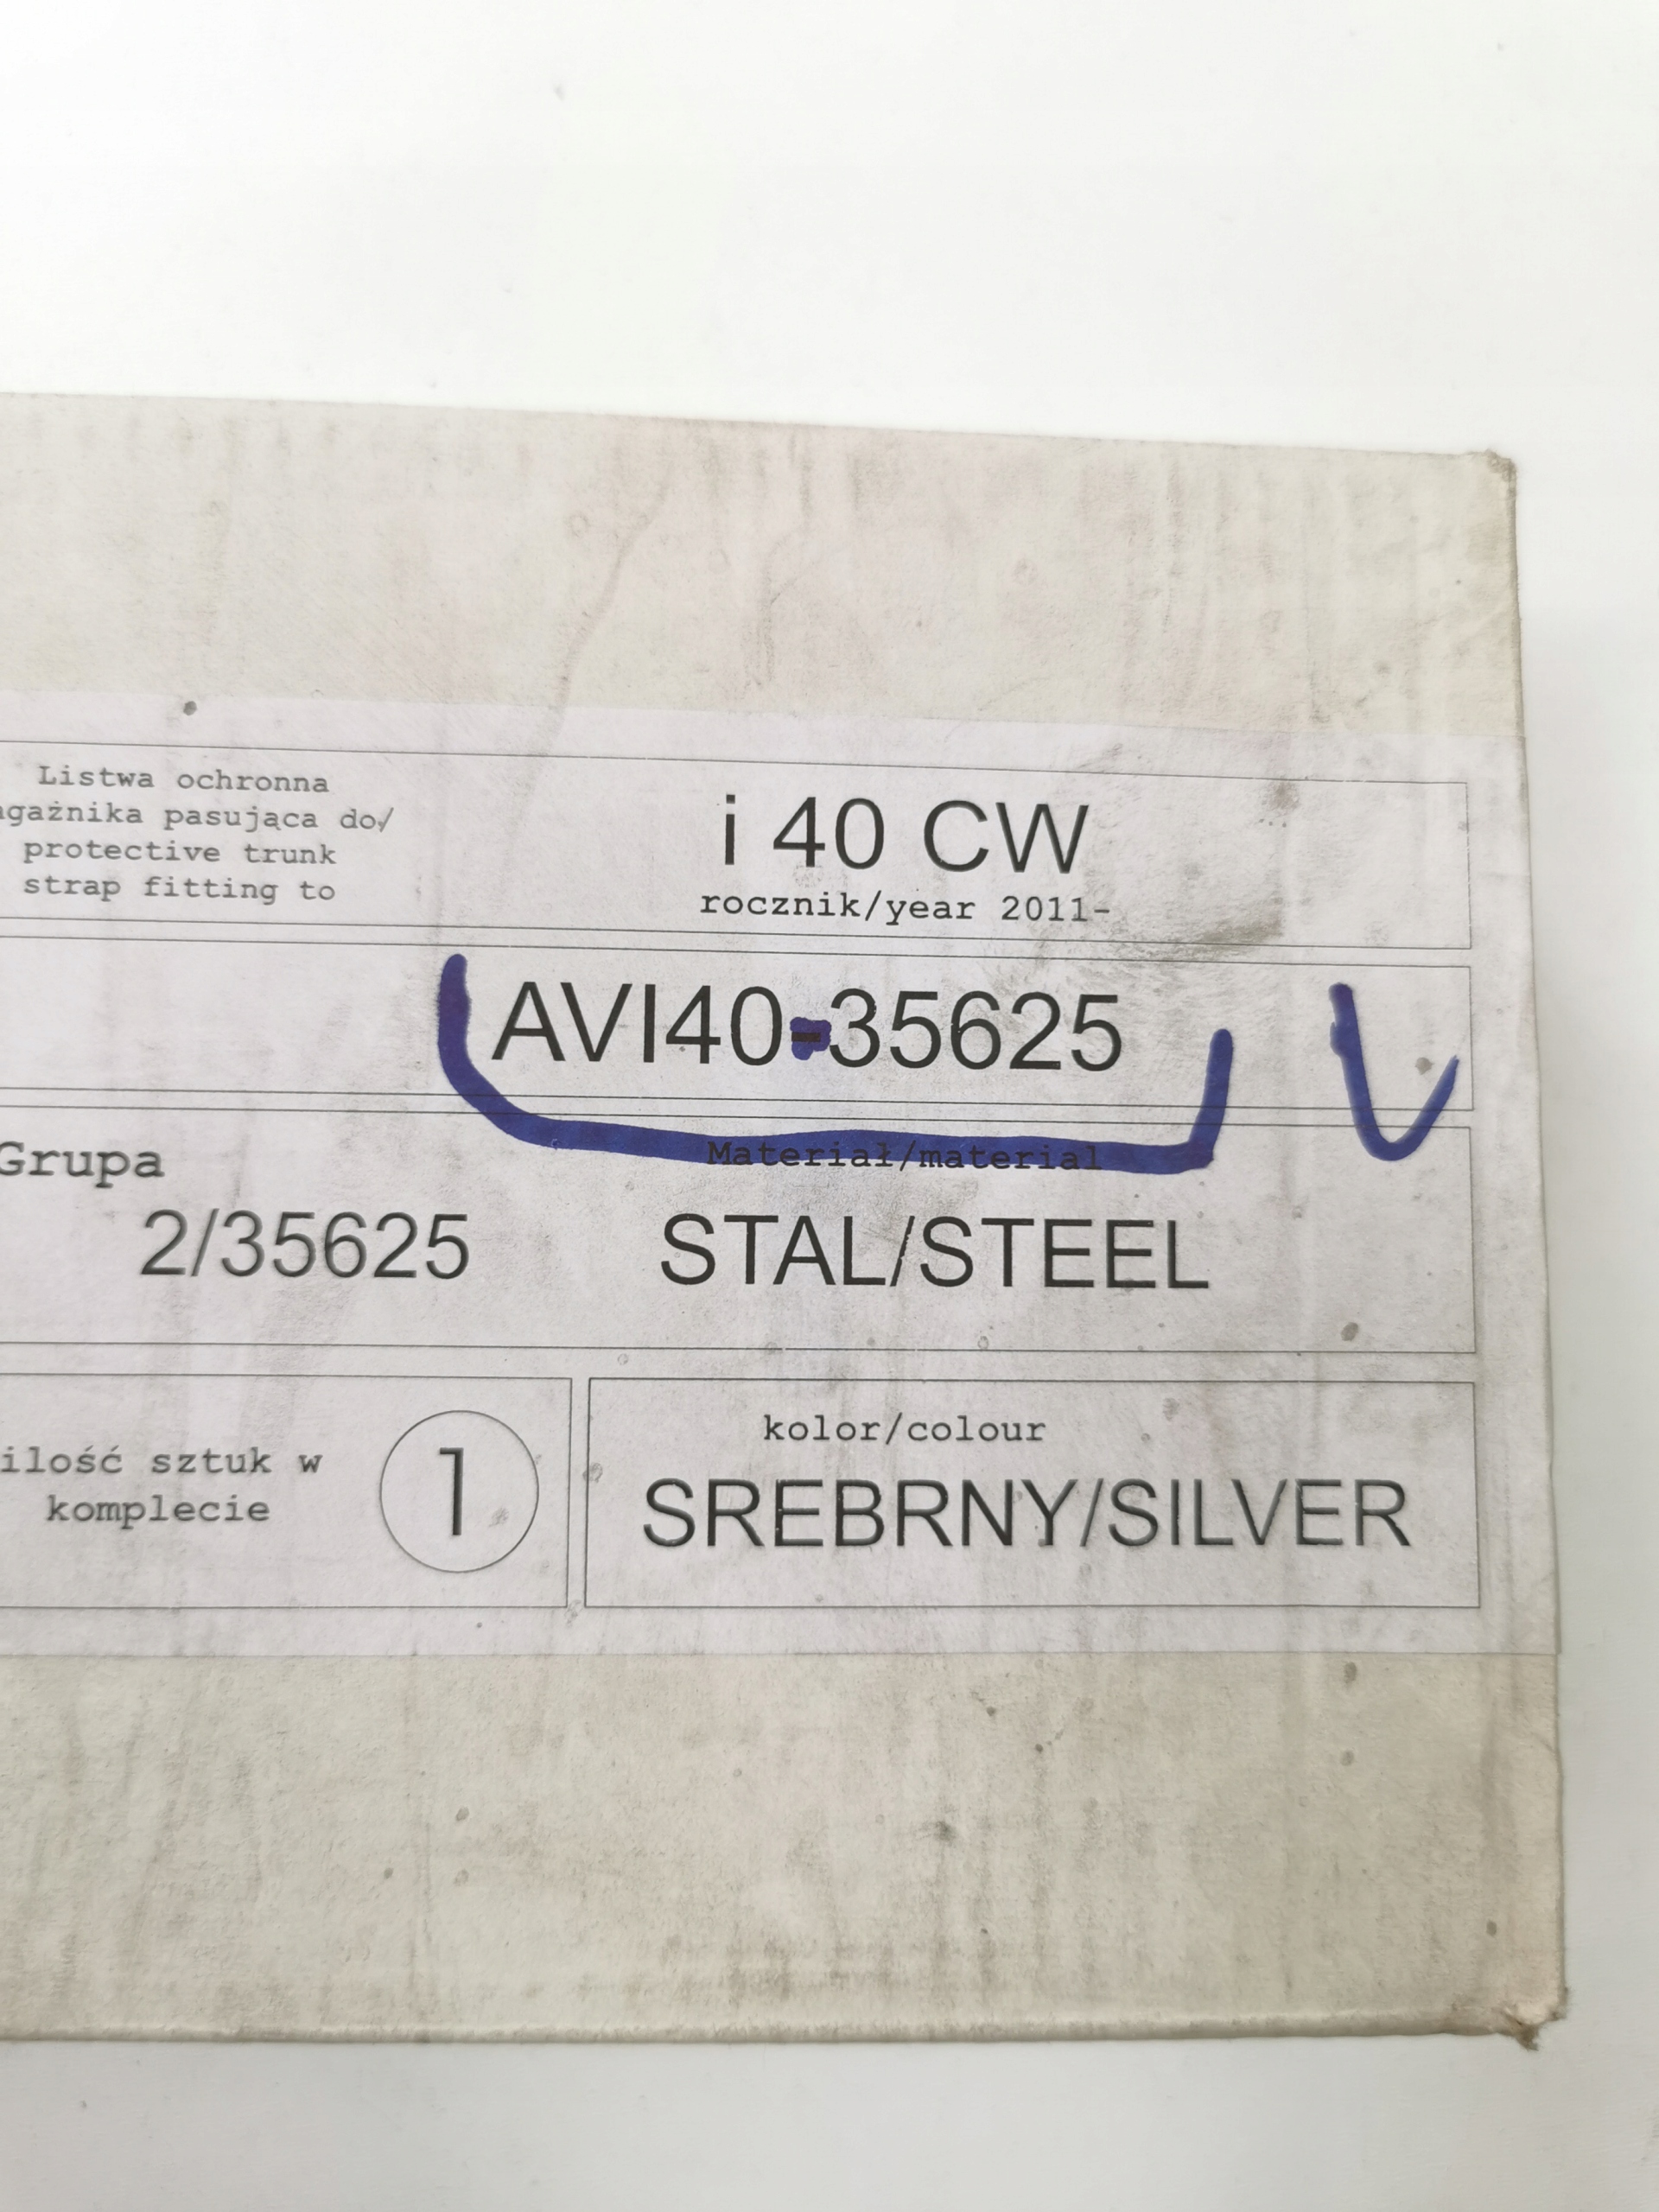 Listwa ochronna
agażnika pasująca do/
protective trunk
strap fitting to
i 40 CW
rocznik/year 2011-
AVI40-35625
V
Grupa
2/35625
Materiał/material
STAL/STEEL
ilość sztuk w
komplecie
1
kolor/colour
SREBRNY/SILVER